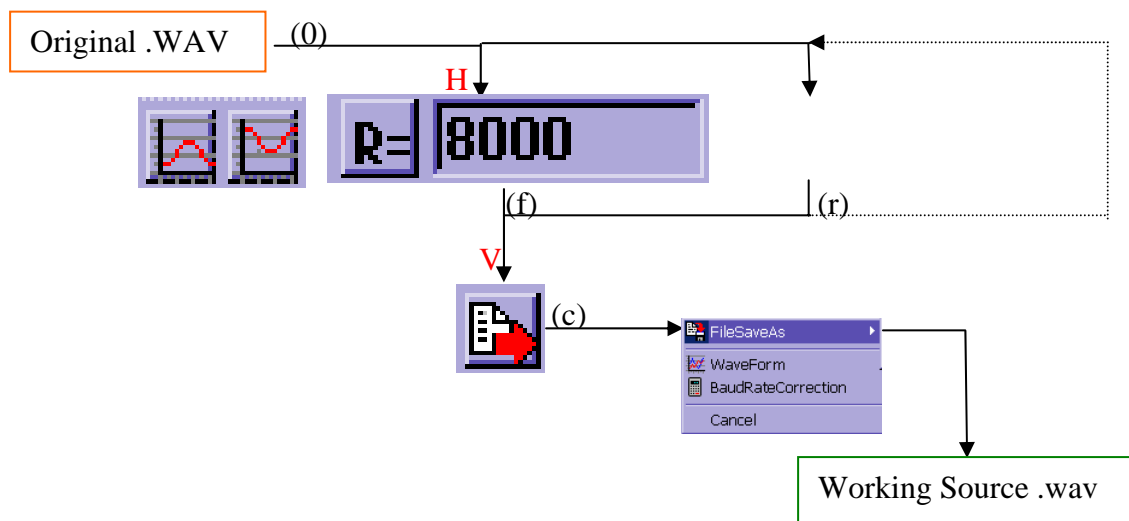 Original .WAV
(0)
H
R= 8000
(f)
(r)
V
(c)
FileSaveAs
WaveForm
BaudRateCorrection
Cancel
Working Source .wav